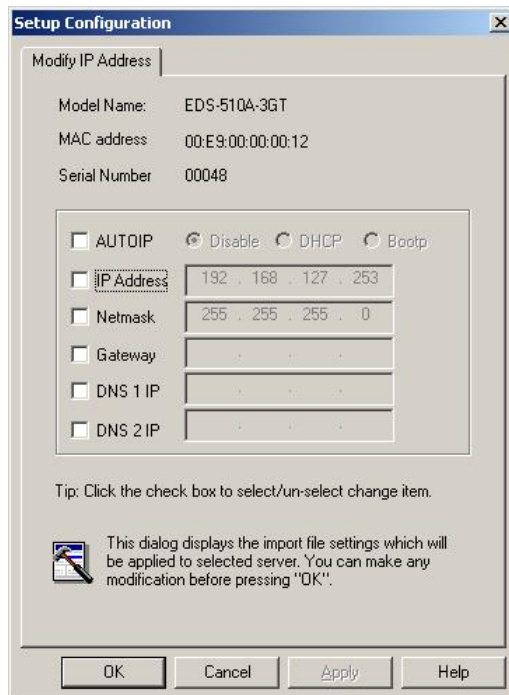 Setup Configuration
Modify IP Address
Model Name: EDS-510A-3GT
MAC address 00:E9:00:00:00:12
Serial Number 00048
AUTOIP Disable DHCP Bootp
IP Address 192 . 168 . 127 . 253
Netmask 255 . 255 . 255 . 0
Gateway . . .
DNS 1 IP . . .
DNS 2 IP . . .
Tip: Click the check box to select/un-select change item.
This dialog displays the import file settings which will
be applied to selected server. You can make any
modification before pressing "OK".
OK Cancel Apply Help